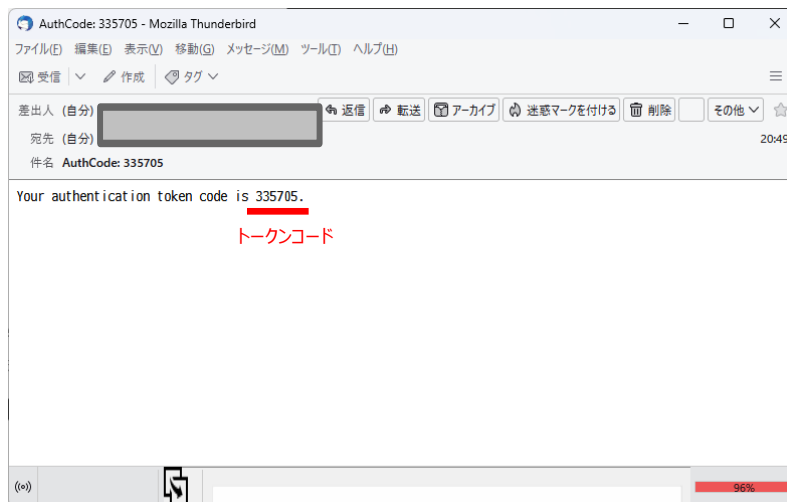 AuthCode: 335705 - Mozilla Thunderbird
ファイル(F) 編集(E) 表示(V) 移動(G) メッセージ(M) ツール(T) ヘルプ(H)
受信 作成 タグ
差出人 (自分) 返信 転送 アーカイブ 迷惑マークを付ける 削除 その他
宛先 (自分) 20:49
件名 AuthCode: 335705
Your authentication token code is 335705.
トークンコード
96%